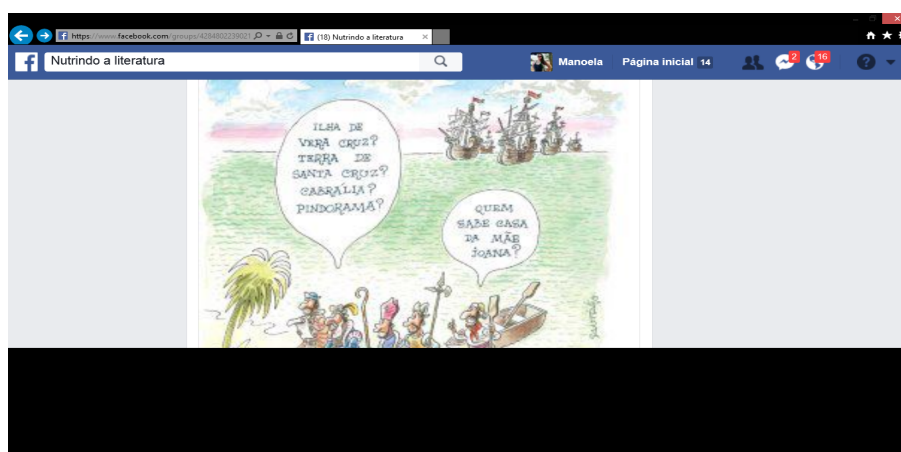 https://www.facebook.com/groups/4284802238021
(18) Nutrindo a literatura
Nutrindo a literatura
Manoela
Página inicial 14
2
16
ILHA DE
VERA CRUZ?
TERRA DE
SANTA CRUZ?
CABRÁLIA?
PINDORAMA?
QUEM
SABE CASA
DA MÃE
JOANA?